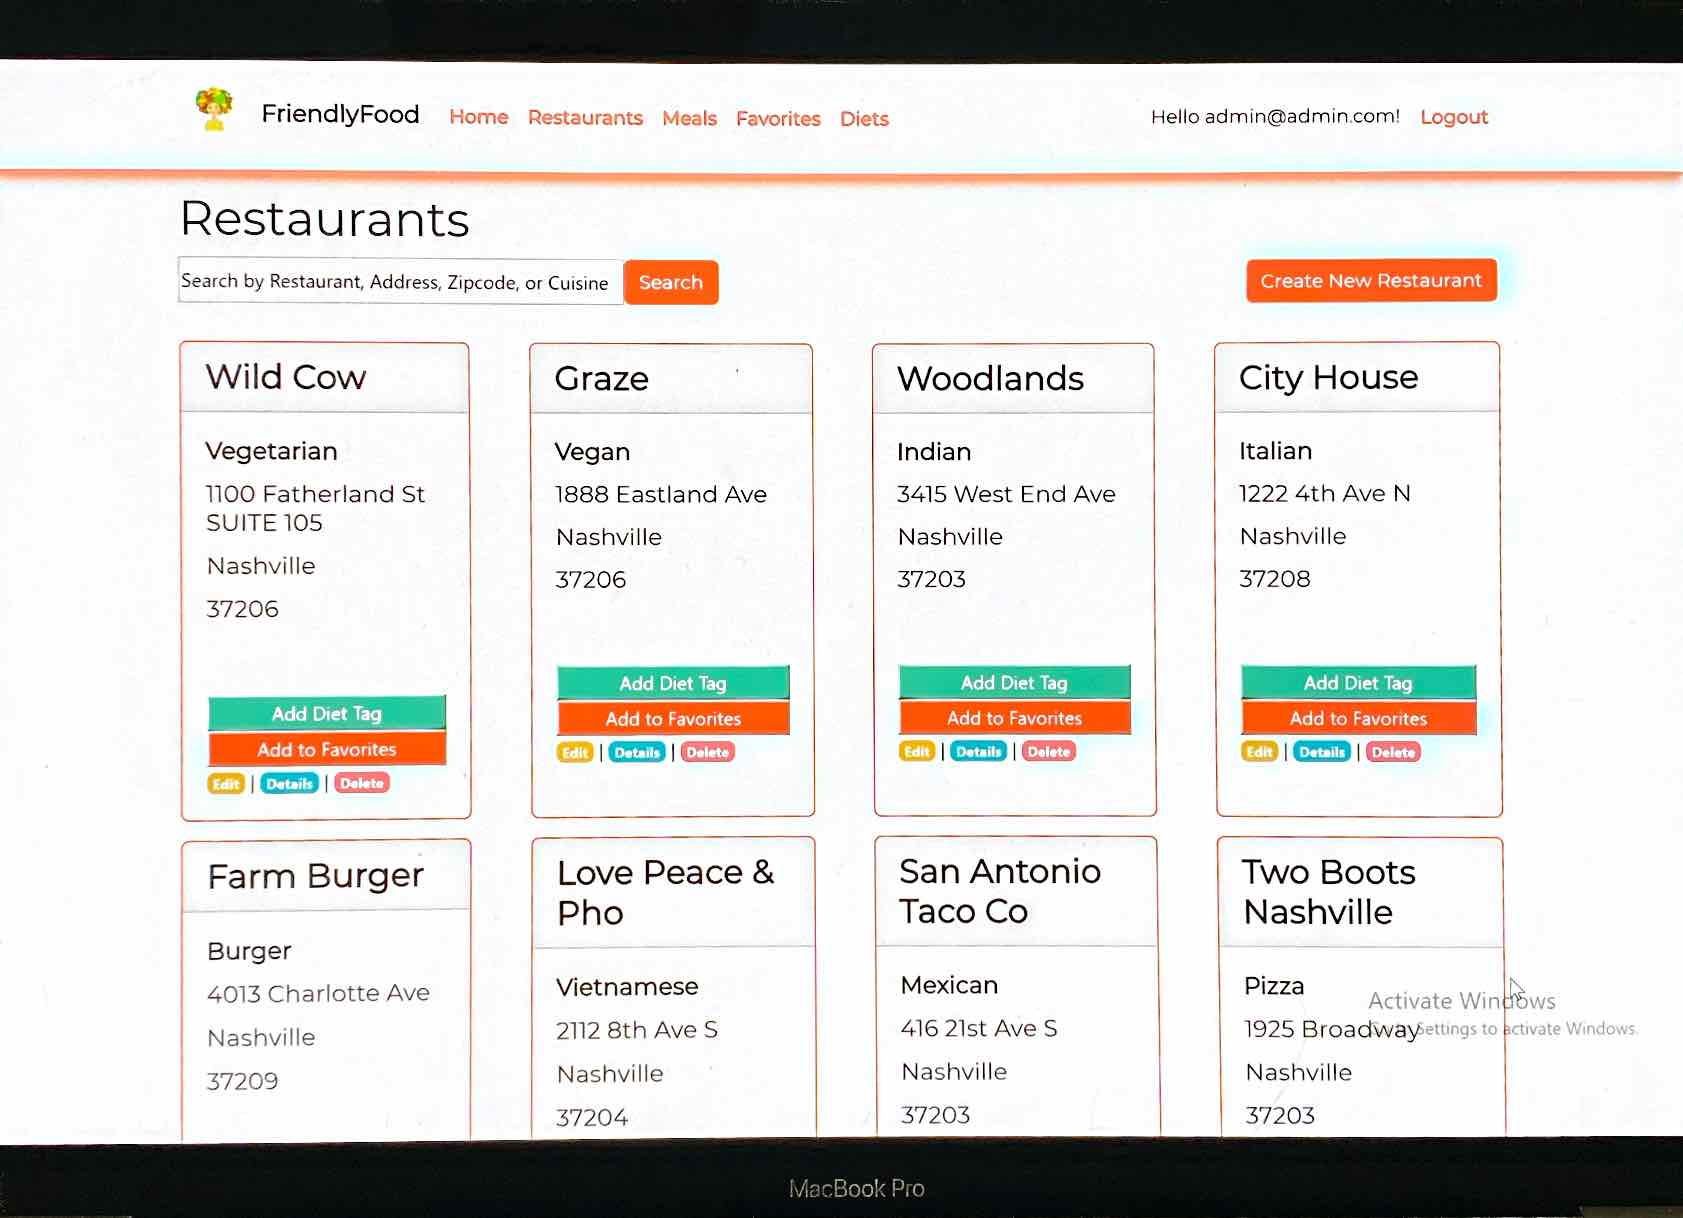 FriendlyFood Home Restaurants Meals Favorites Diets Hello admin@admin.com! Logout
Restaurants
Search by Restaurant, Address, Zipcode, or Cuisine Search Create New Restaurant
Wild Cow
Vegetarian
1100 Fatherland St
SUITE 105
Nashville
37206
Add Diet Tag
Add to Favorites
Edit | Details | Delete
Graze
Vegan
1888 Eastland Ave
Nashville
37206
Add Diet Tag
Add to Favorites
Edit | Details | Delete
Woodlands
Indian
3415 West End Ave
Nashville
37203
Add Diet Tag
Add to Favorites
Edit | Details | Delete
City House
Italian
1222 4th Ave N
Nashville
37208
Add Diet Tag
Add to Favorites
Edit | Details | Delete
Farm Burger
Burger
4013 Charlotte Ave
Nashville
37209
Love Peace &
Pho
Vietnamese
2112 8th Ave S
Nashville
37204
San Antonio
Taco Co
Mexican
416 21st Ave S
Nashville
37203
Two Boots
Nashville
Pizza
1925 Broadway
Nashville
37203
Activate Windows
Settings to activate Windows.
MacBook Pro